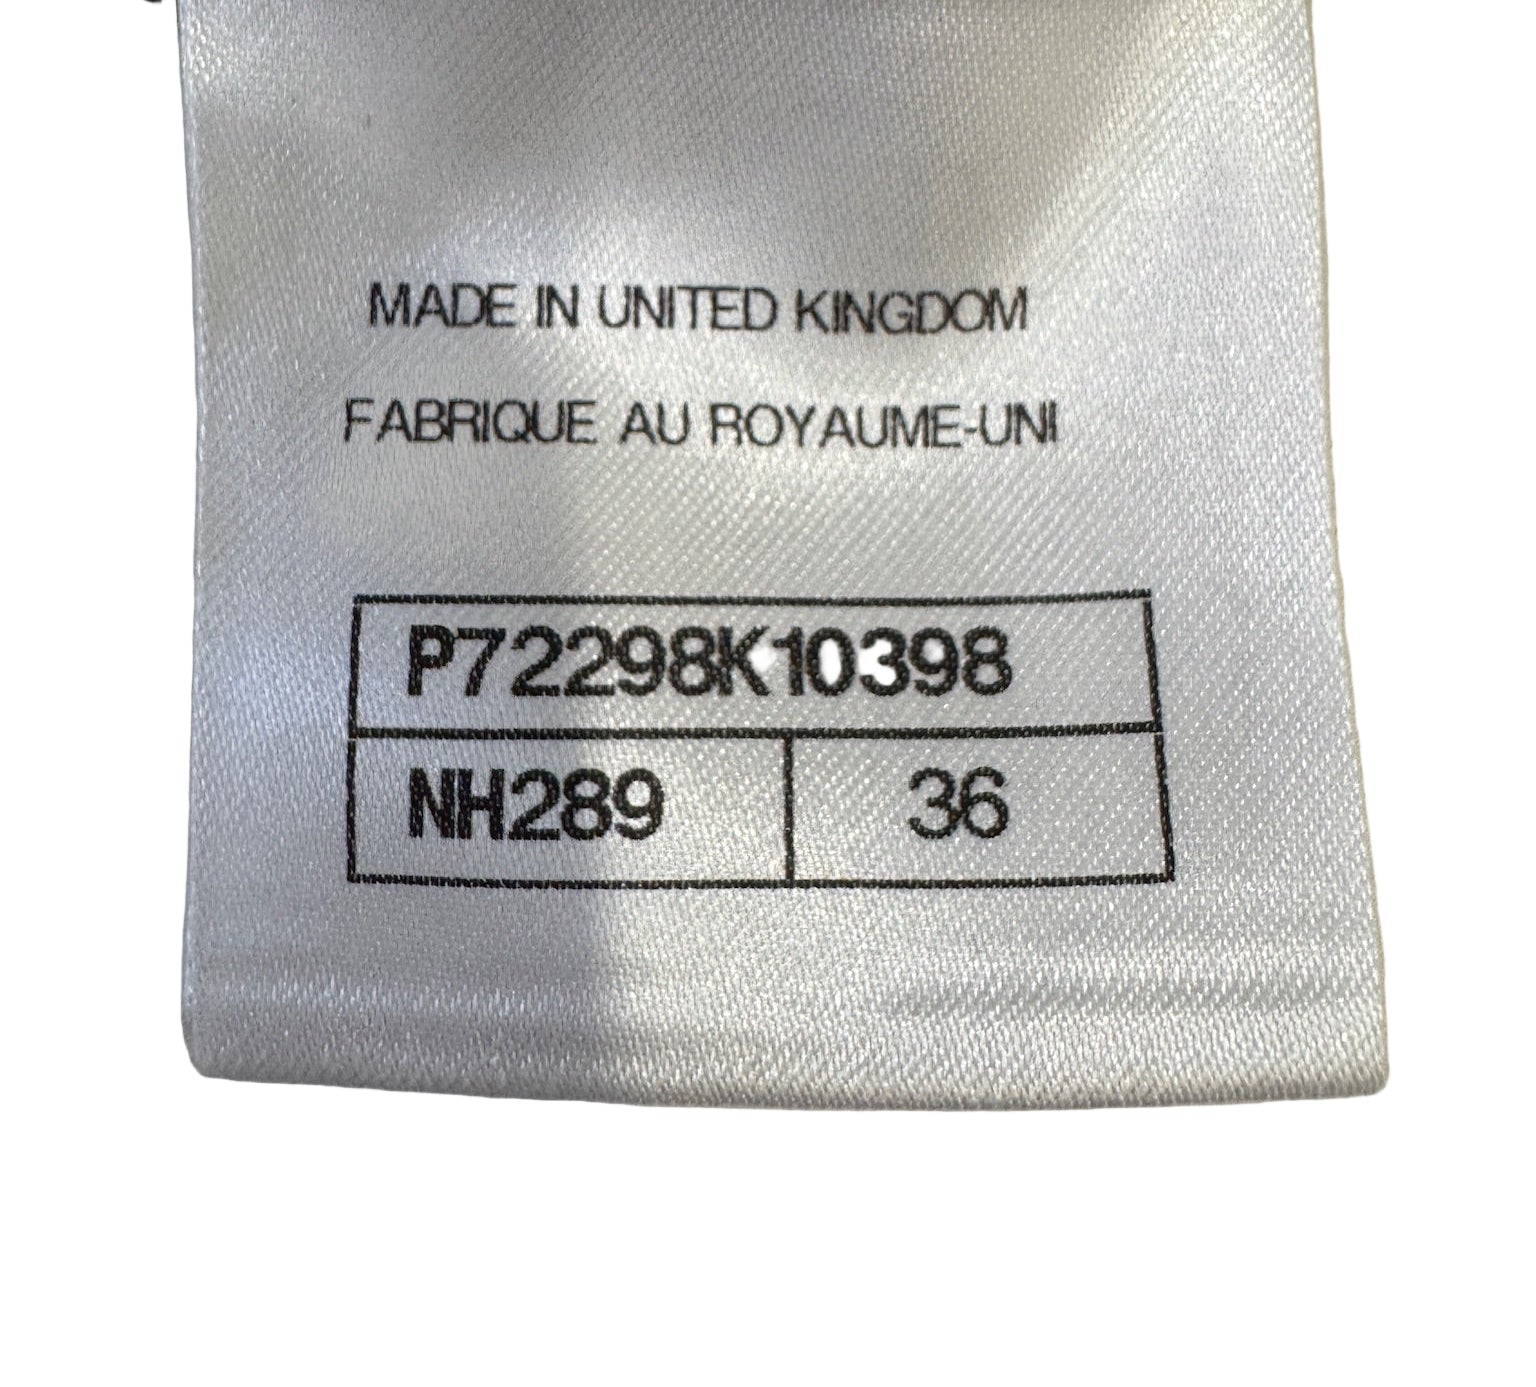 MADE IN UNITED KINGDOM
FABRIQUE AU ROYAUME-UNI
P72298K10398
NH289 36